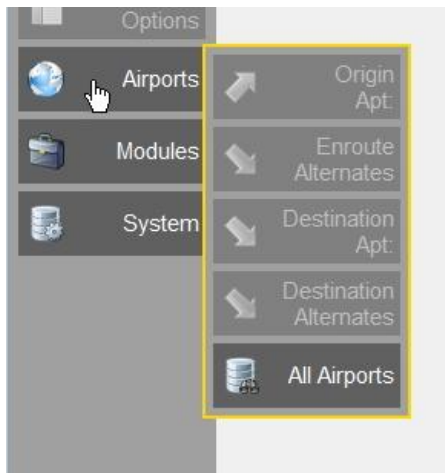 Options
Airports
Modules
System
Origin
Apt:
Enroute
Alternates
Destination
Apt:
Destination
Alternates
All Airports